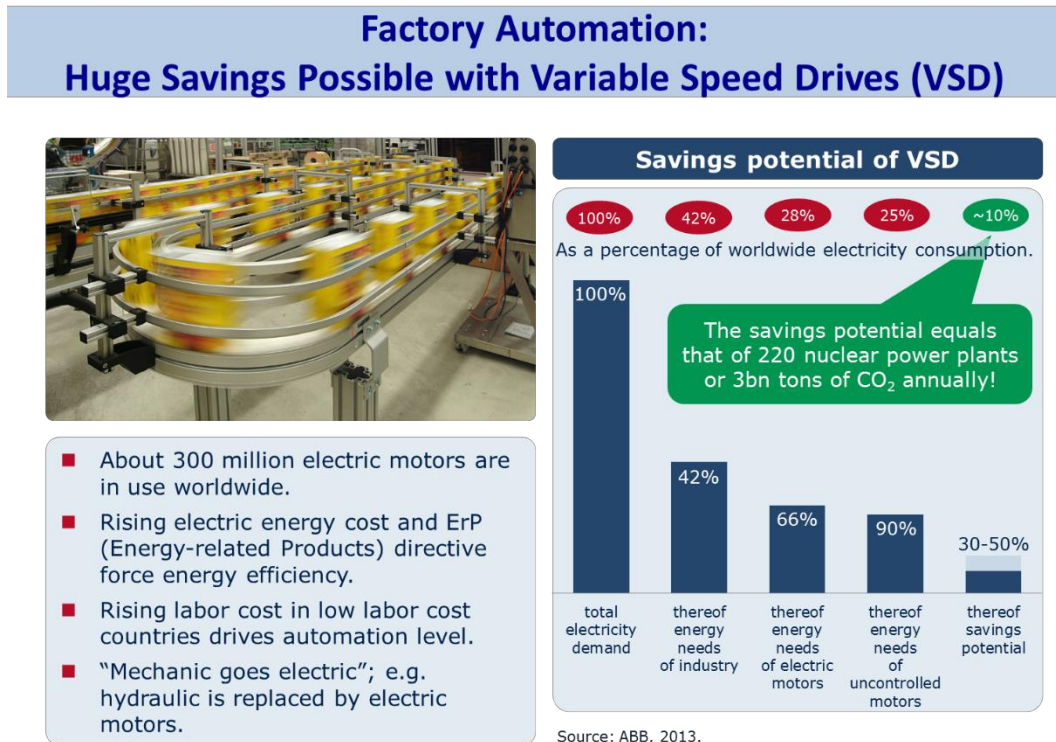 Factory Automation:
Huge Savings Possible with Variable Speed Drives (VSD)
About 300 million electric motors are
in use worldwide.
Rising electric energy cost and ErP
(Energy-related Products) directive
force energy efficiency.
Rising labor cost in low labor cost
countries drives automation level.
“Mechanic goes electric”; e.g.
hydraulic is replaced by electric
motors.
Savings potential of VSD
100% 42% 28% 25% ~10%
As a percentage of worldwide electricity consumption.
The savings potential equals
that of 220 nuclear power plants
or 3bn tons of CO₂ annually!
100%
42%
66%
90%
30-50%
total
electricity
demand
thereof
energy
needs
of industry
thereof
energy
needs
of electric
motors
thereof
energy
needs
of
uncontrolled
motors
thereof
savings
potential
Source: ABB, 2013.